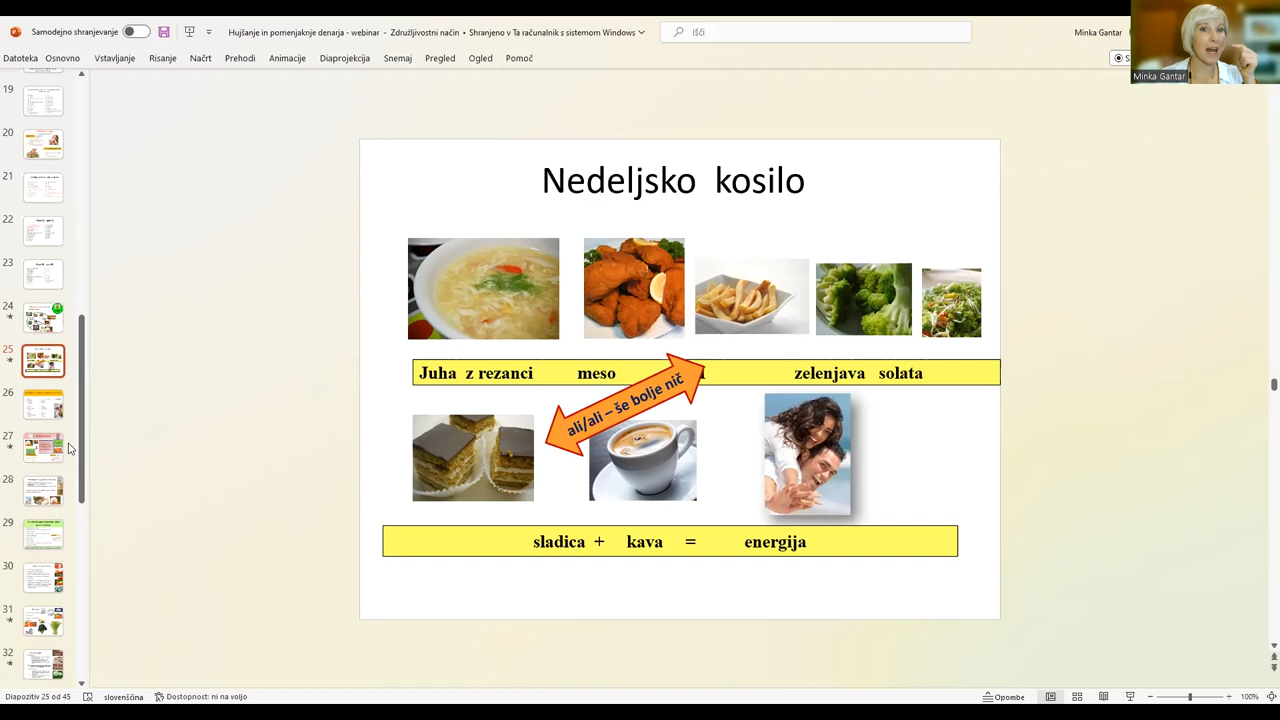 Samodejno shranjevanje
Hujšanje in pomenjaknje denarja - webinar - Združljivostni način • Shranjeno v Ta računalnik s sistemom Windows
Išči
Minka Gantar
Datoteka Osnovno Vstavljanje Risanje Načrt Prehodi Animacije Diaprojekcija Snemaj Pregled Ogled Pomoč
Minka Gantar
19
20
21
22
23
24
25
26
27
28
29
30
31
32
Nedeljsko kosilo
Juha z rezanci meso zelenjava solata
ali/ali – še bolje nič
sladica + kava = energija
Diapozitiv 25 od 45 slovenščina Dostopnost: ni na voljo Opombe 100%